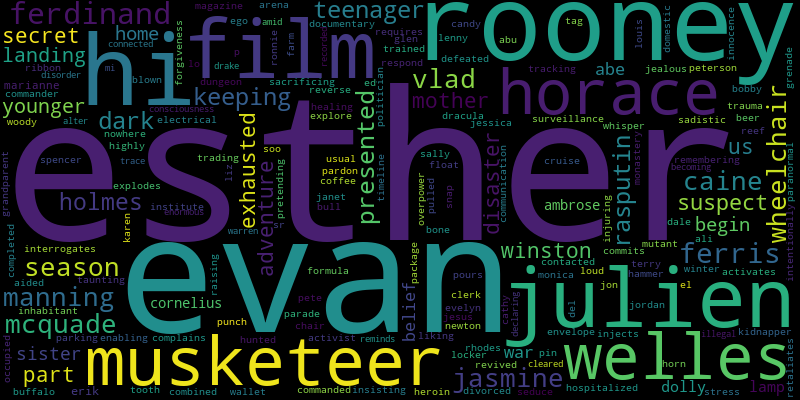 ferdinand magazine arena teenager candy tag louis domestic innocence
secret ribbon ego amid documentary lenny abu grenade
landing home hi film requires trained defeated rooney
connected forgiveness ronnie farm glen jealous peterson
disorder mi blown drake recorded respond abe tracking bobby
marianne lo p ed vlad horace
commander keeping dungeon sacrificing reverse politician mother trauma
younger consciousness healing dracula surveillance beer
woody alter dark electrical explore jessica whisper sadistic reef
nowhere esther soo usual sally us remembering
highly exhausted pardon float cruise becoming
spencer trace trading liz pretending coffee presented timeline disaster communication rasputin monastery caine wheelchair paranormal
grandparent explodes janet overpower pulled snap suspect
holmes institute adventure bull bone ambrose injuring dale begin intentionally
karen enormous warren sr evan winston commits ali mutant ferris
completed interrogates season raising formula belief package contacted loud terry winter activates
aided taunting monica jon hammer el
manning cornelius pete parade pours julien jordan
inhabitant punch chair clerk evelyn cathy declaring del
mcquade hunted activist jesus newton envelope illegal kidnapper
parking enabling complains reminds liking rhodes war pin injects welles
occupied sister musketeer locker cleared horn retaliates
part revived jasmine hospitalized dolly lamp
buffalo erik tooth combined wallet commanded insisting heroin divorced seduce stress